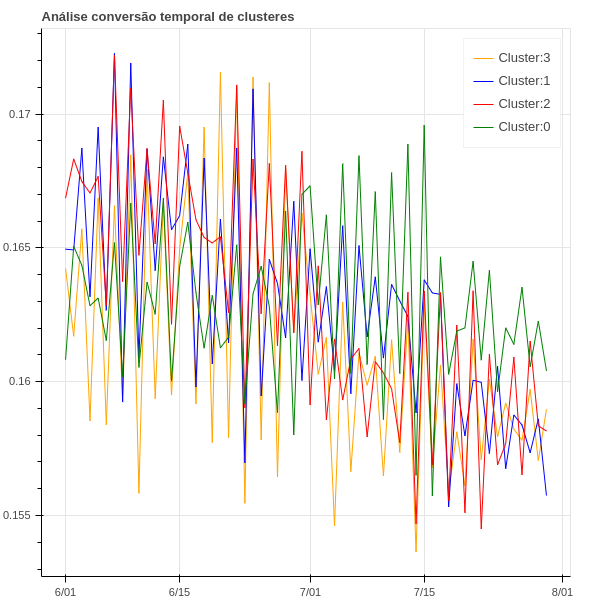 Análise conversão temporal de clusteres
Cluster:3
Cluster:1
Cluster:2
Cluster:0
0.17
0.165
0.16
0.155
6/01 6/15 7/01 7/15 8/01